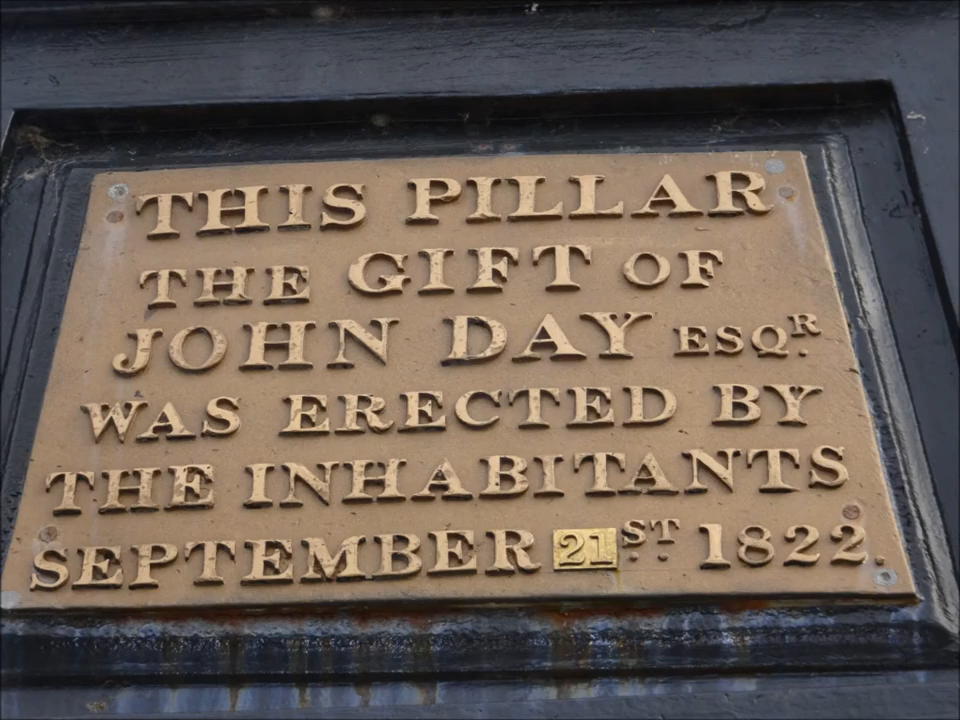 THIS PILLAR
THE GIFT OF
JOHN DAY ESQR.
WAS ERECTED BY
THE INHABITANTS
SEPTEMBER 21ST 1822.